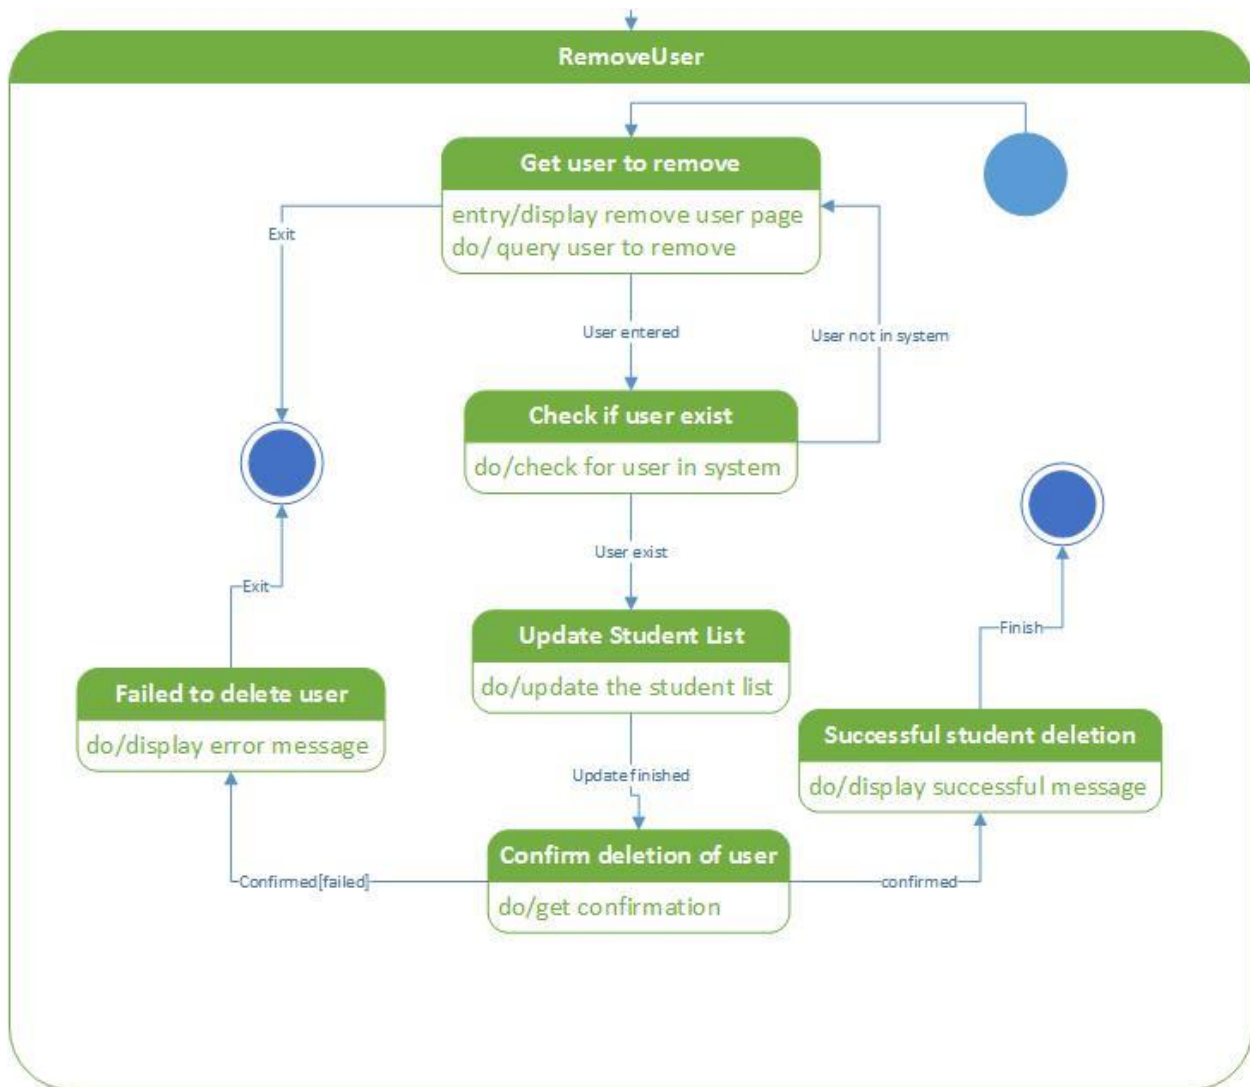 RemoveUser
Get user to remove
entry/display remove user page
do/ query user to remove
Exit
User entered
User not in system
Check if user exist
do/check for user in system
User exist
Exit
Update Student List
do/update the student list
Finish
Failed to delete user
do/display error message
Successful student deletion
do/display successful message
Update finished
Confirm deletion of user
do/get confirmation
Confirmed[failed]
confirmed